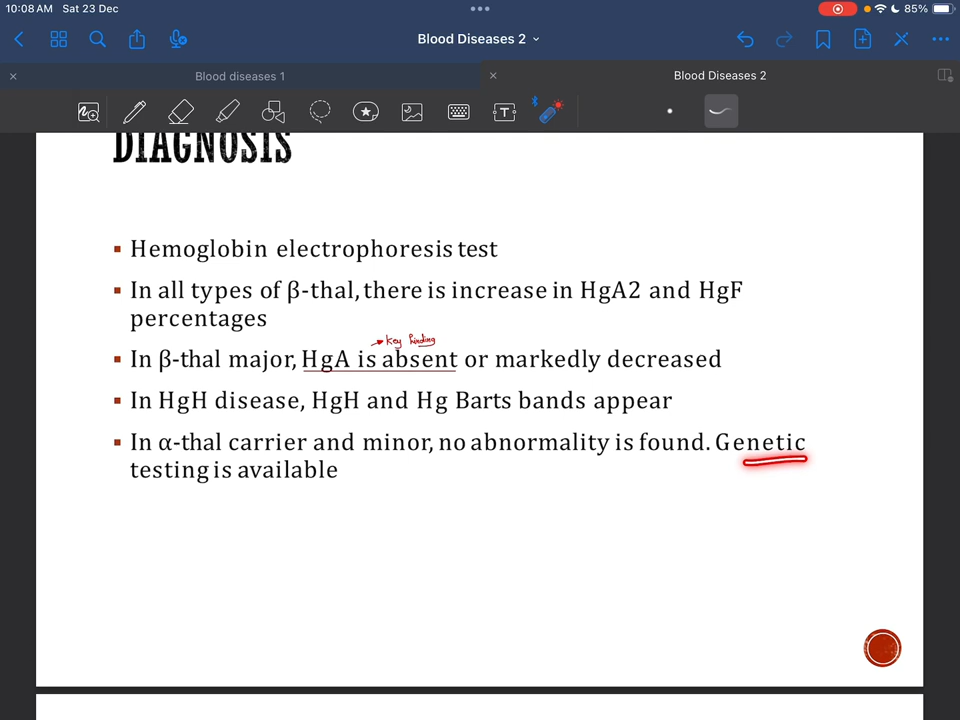 10:08 AM Sat 23 Dec
85%
Blood Diseases 2
Blood diseases 1
Blood Diseases 2
DIAGNOSIS
Hemoglobin electrophoresis test
In all types of β-thal, there is increase in HgA2 and HgF
percentages
Key finding
In β-thal major, HgA is absent or markedly decreased
In HgH disease, HgH and Hg Barts bands appear
In α-thal carrier and minor, no abnormality is found. Genetic
testing is available